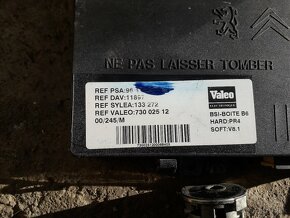 NE PAS LAISSER TOMBER
REF PSA:96
REF DAV:1189
REF SYLEA:133 272
REF VALEO:730 025 12
00/245/M
Valeo
BSI-BOITE B6
HARD:PR4
SOFT:V6.1